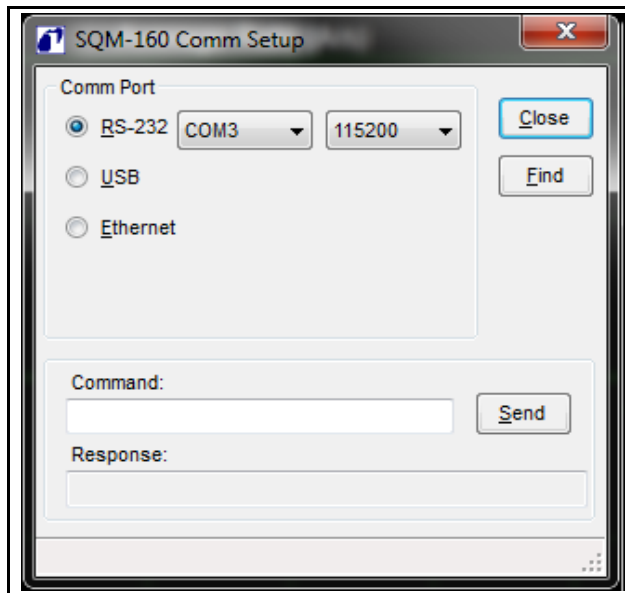 SQM-160 Comm Setup
Comm Port
RS-232 COM3 115200
Close
USB
Find
Ethernet
Command:
Send
Response: